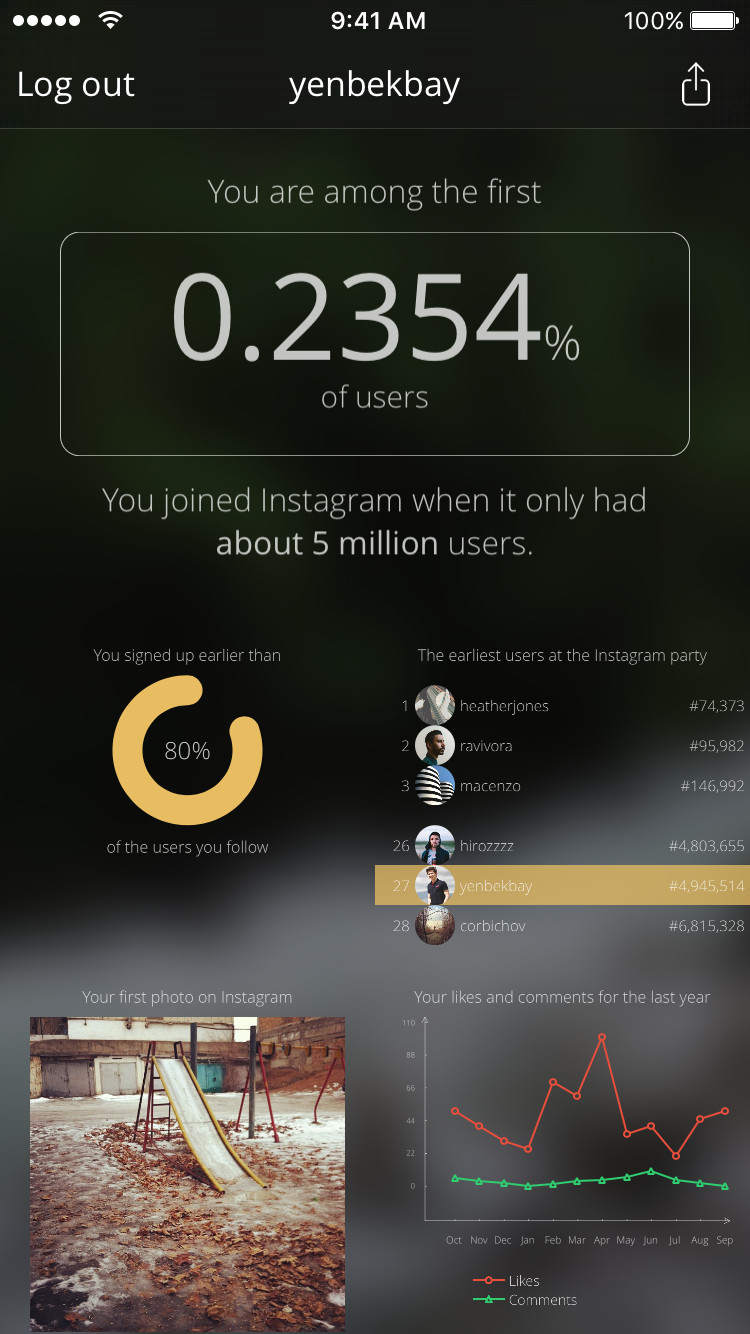 9:41 AM 100%
Log out yenbekbay
You are among the first
0.2354%
of users
You joined Instagram when it only had
about 5 million users.
You signed up earlier than
80%
of the users you follow
The earliest users at the Instagram party
1 heatherjones #74,373
2 ravivora #95,982
3 macenzo #146,992
26 hirozzzz #4,803,655
27 yenbekbay #4,945,514
28 corbichov #6,815,328
Your first photo on Instagram
Your likes and comments for the last year
110
88
66
44
22
0
Oct Nov Dec Jan Feb Mar Apr May Jun Jul Aug Sep
Likes
Comments